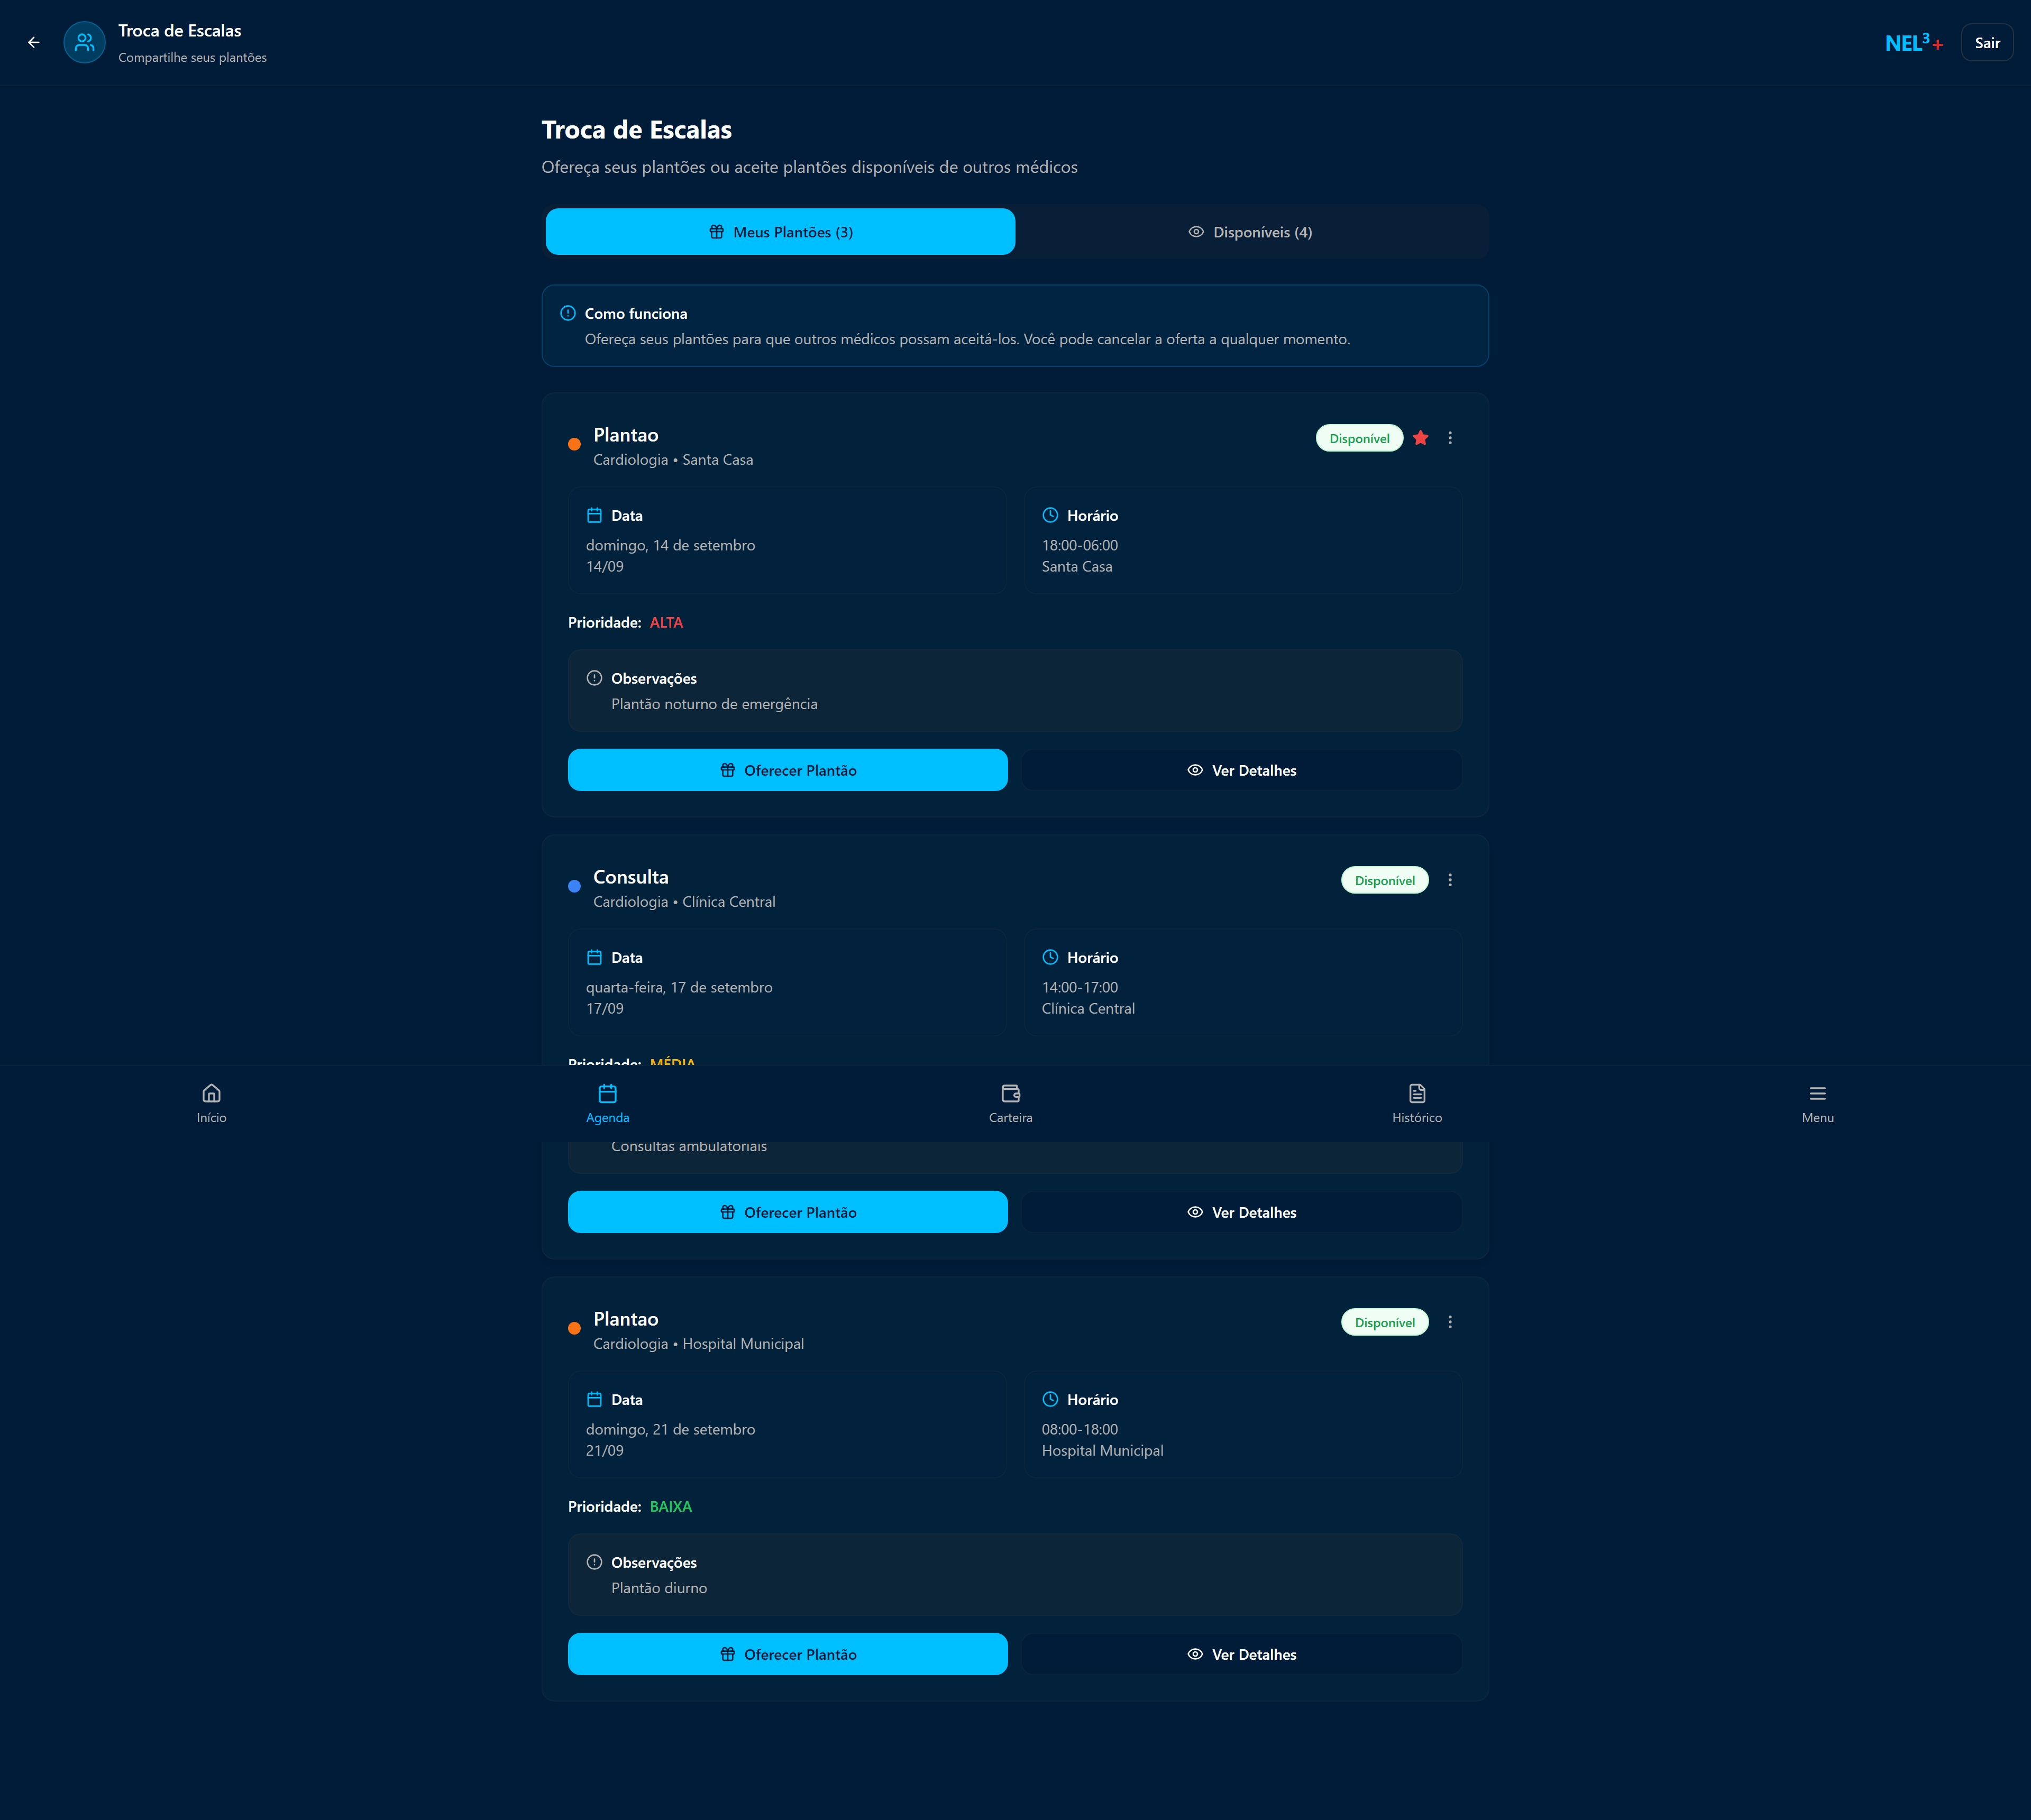 Troca de Escalas
Compartilhe seus plantões
NEL³+
Sair
Troca de Escalas
Ofereça seus plantões ou aceite plantões disponíveis de outros médicos
Meus Plantões (3)
Disponíveis (4)
Como funciona
Ofereça seus plantões para que outros médicos possam aceitá-los. Você pode cancelar a oferta a qualquer momento.
Plantao
Disponível
Cardiologia • Santa Casa
Data
domingo, 14 de setembro
14/09
Horário
18:00-06:00
Santa Casa
Prioridade: ALTA
Observações
Plantão noturno de emergência
Oferecer Plantão
Ver Detalhes
Consulta
Disponível
Cardiologia • Clínica Central
Data
quarta-feira, 17 de setembro
17/09
Horário
14:00-17:00
Clínica Central
Prioridade: MÉDIA
Início
Agenda
Carteira
Histórico
Menu
Consultas ambulatoriais
Oferecer Plantão
Ver Detalhes
Plantao
Disponível
Cardiologia • Hospital Municipal
Data
domingo, 21 de setembro
21/09
Horário
08:00-18:00
Hospital Municipal
Prioridade: BAIXA
Observações
Plantão diurno
Oferecer Plantão
Ver Detalhes